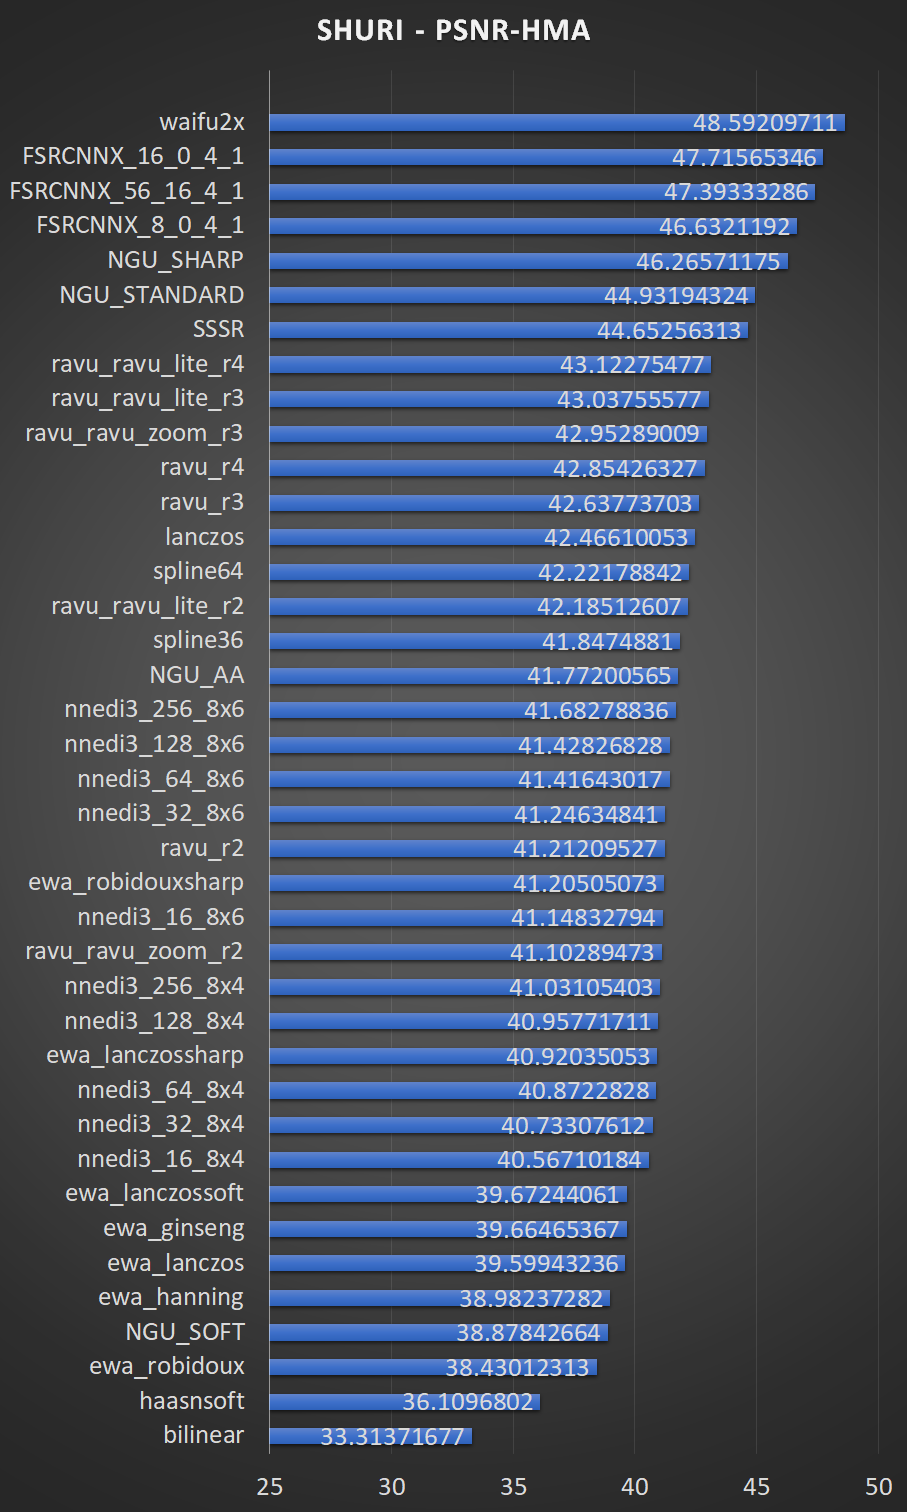 SHURI - PSNR-HMA
waifu2x 48.59209711
FSRCNNX_16_0_4_1 47.71565346
FSRCNNX_56_16_4_1 47.39333286
FSRCNNX_8_0_4_1 46.6321192
NGU_SHARP 46.26571175
NGU_STANDARD 44.93194324
SSSR 44.65256313
ravu_ravu_lite_r4 43.12275477
ravu_ravu_lite_r3 43.03755577
ravu_ravu_zoom_r3 42.95289009
ravu_r4 42.85426327
ravu_r3 42.63773703
lanczos 42.46610053
spline64 42.22178842
ravu_ravu_lite_r2 42.18512607
spline36 41.8474881
NGU_AA 41.77200565
nnedi3_256_8x6 41.68278836
nnedi3_128_8x6 41.42826828
nnedi3_64_8x6 41.41643017
nnedi3_32_8x6 41.24634841
ravu_r2 41.21209527
ewa_robidouxsharp 41.20505073
nnedi3_16_8x6 41.14832794
ravu_ravu_zoom_r2 41.10289473
nnedi3_256_8x4 41.03105403
nnedi3_128_8x4 40.95771711
ewa_lanczossharp 40.92035053
nnedi3_64_8x4 40.8722828
nnedi3_32_8x4 40.73307612
nnedi3_16_8x4 40.56710184
ewa_lanczossoft 39.67244061
ewa_ginseng 39.66465367
ewa_lanczos 39.59943236
ewa_hanning 38.98237282
NGU_SOFT 38.87842664
ewa_robidoux 38.43012313
haasnsoft 36.1096802
bilinear 33.31371677
25 30 35 40 45 50